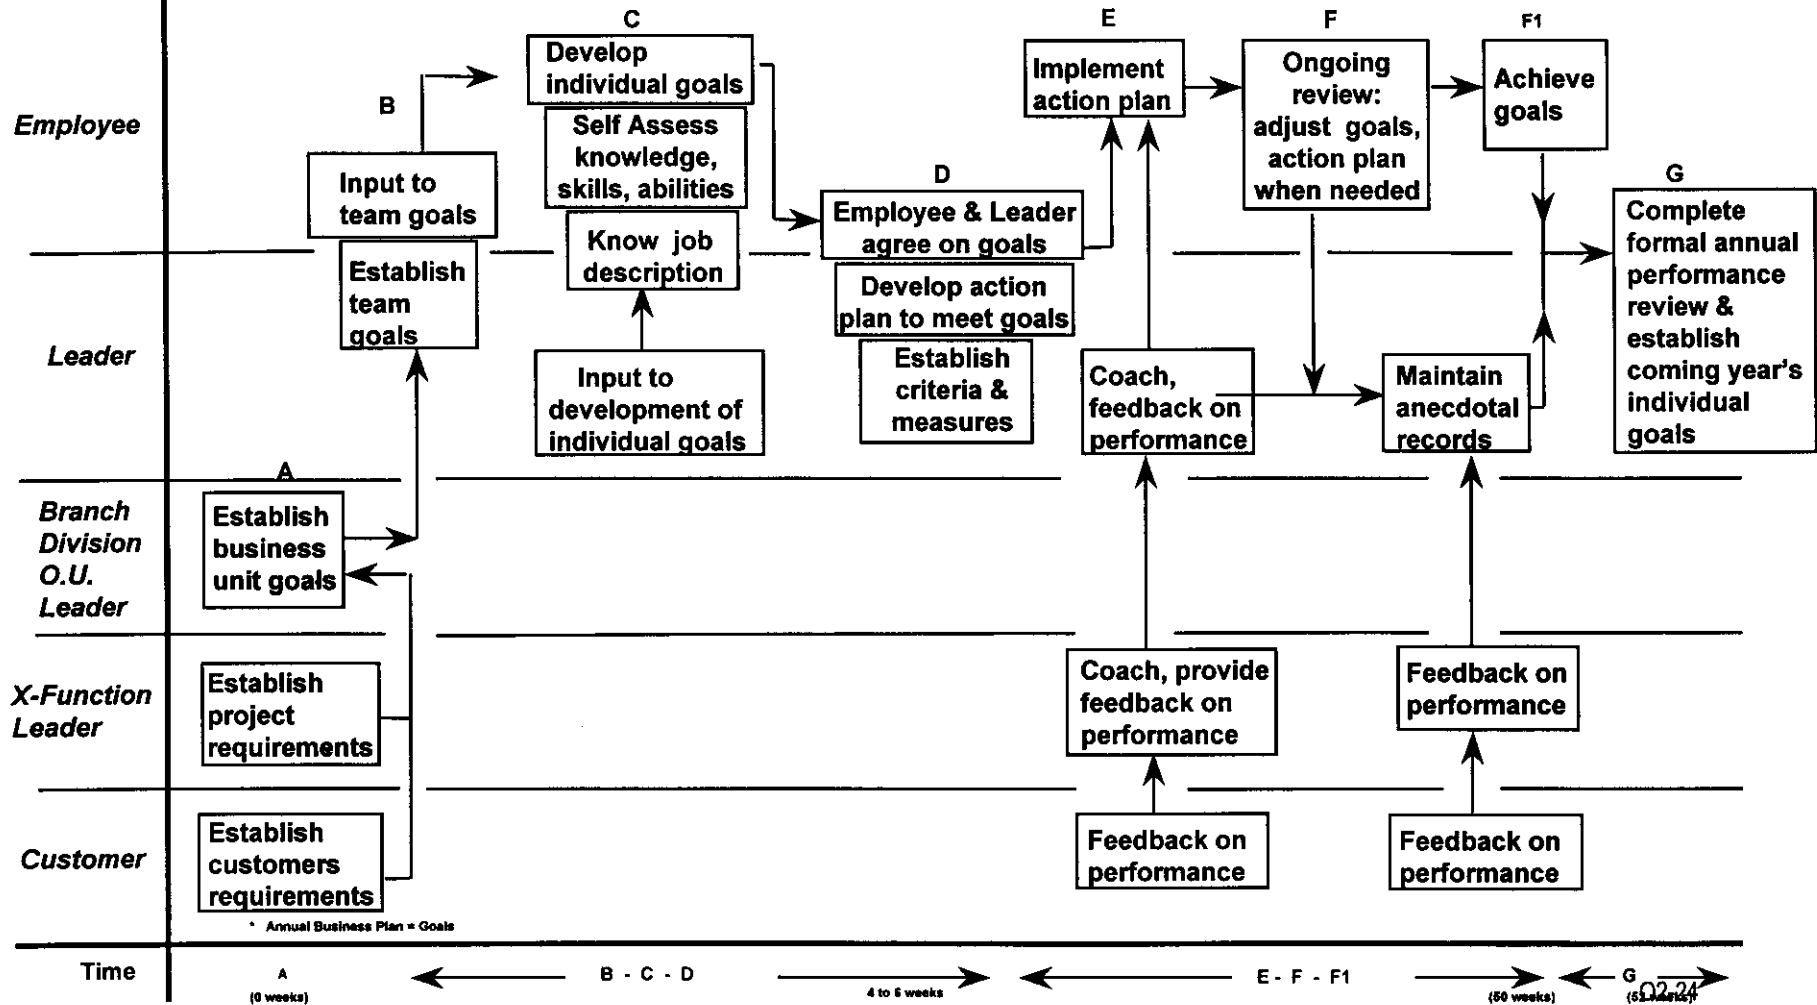 Employee
Leader
Branch
Division
O.U.
Leader
X-Function
Leader
Customer
Time
A
Establish
business
unit goals
Establish
project
requirements
Establish
customers
requirements
* Annual Business Plan = Goals
B
Input to
team goals
Establish
team
goals
C
Develop
individual goals
Self Assess
knowledge,
skills, abilities
Know job
description
Input to
development of
individual goals
D
Employee & Leader
agree on goals
Develop action
plan to meet goals
Establish
criteria &
measures
E
Implement
action plan
Coach,
feedback on
performance
Coach, provide
feedback on
performance
Feedback on
performance
F
Ongoing
review:
adjust goals,
action plan
when needed
F1
Achieve
goals
Maintain
anecdotal
records
Feedback on
performance
Feedback on
performance
G
Complete
formal annual
performance
review &
establish
coming year's
individual
goals
A
(0 weeks)
B - C - D
4 to 6 weeks
E - F - F1
(50 weeks)
G
Q2-24